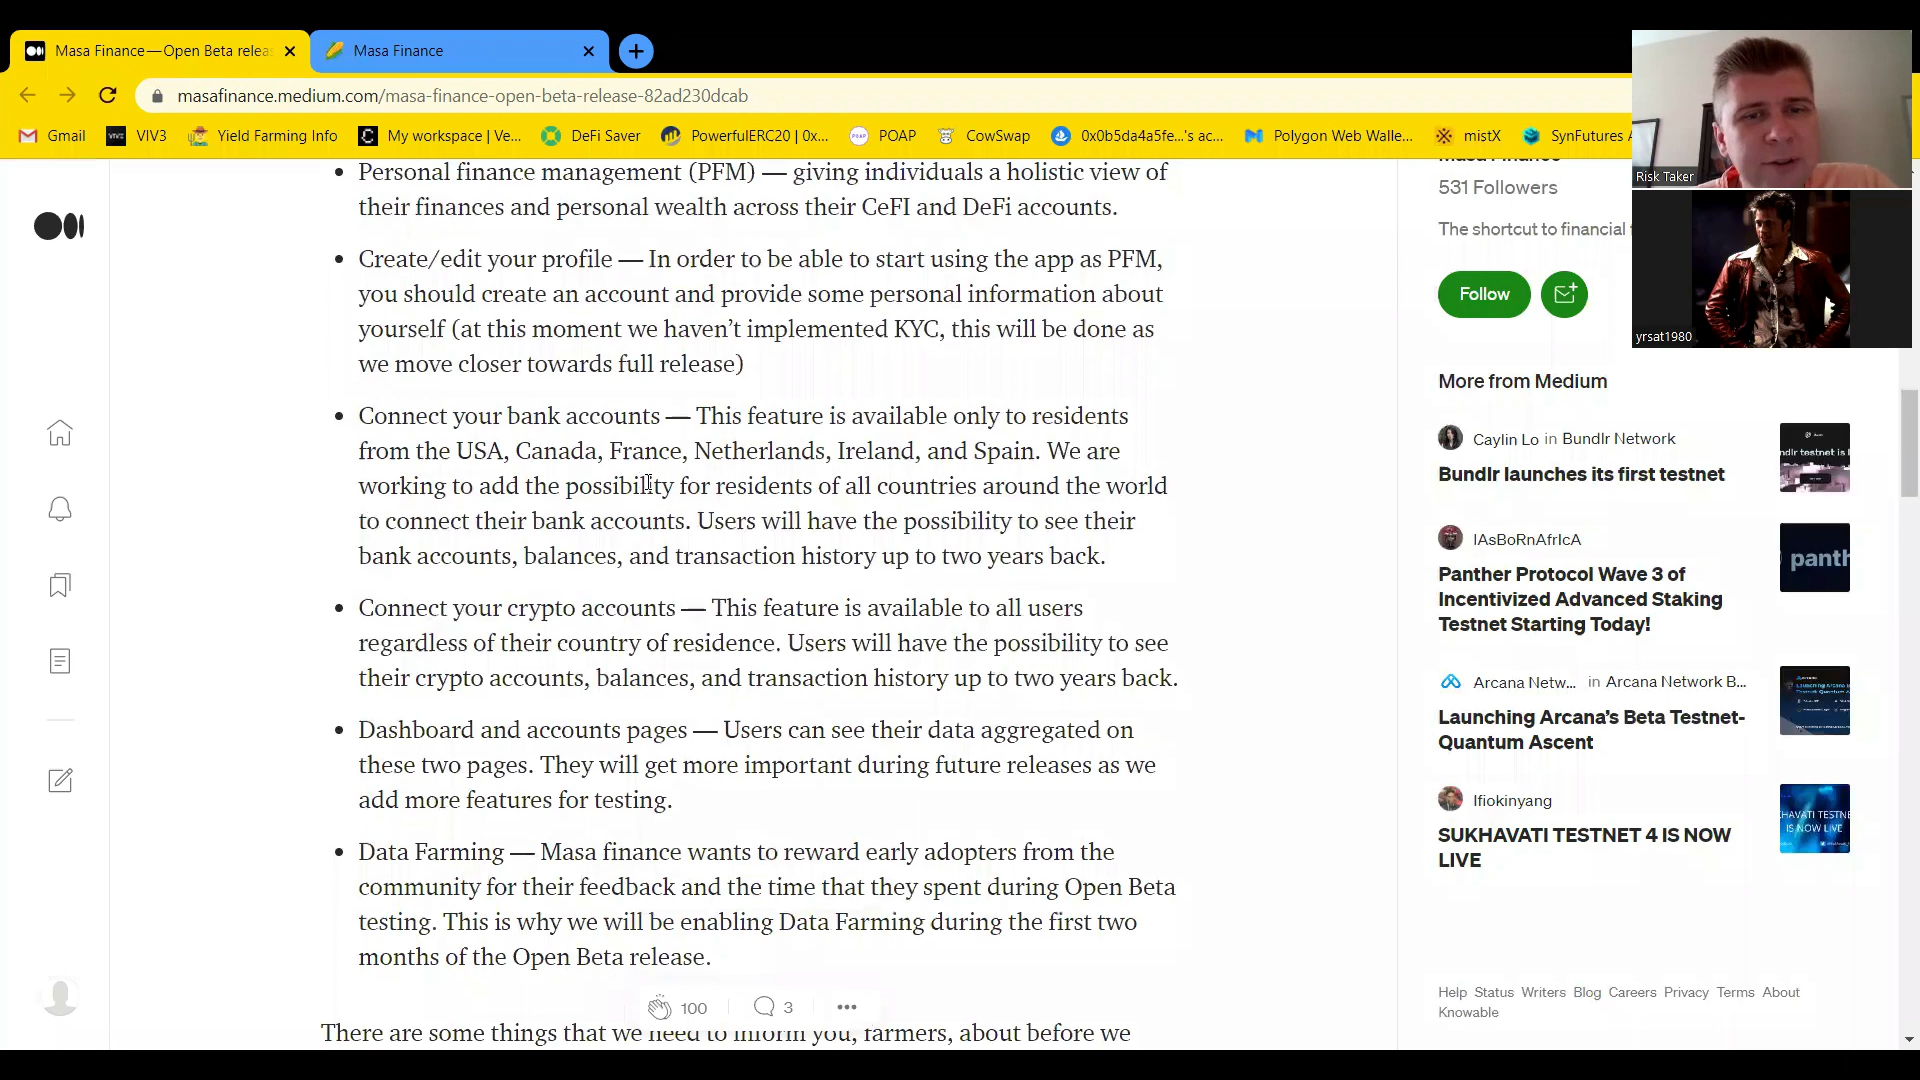 Masa Finance — Open Beta relea
Masa Finance
masafinance.medium.com/masa-finance-open-beta-release-82ad230dcab
Gmail
VIV3
Yield Farming Info
My workspace | Ve...
DeFi Saver
PowerfulERC20 | 0x...
POAP
CowSwap
0x0b5da4a5fe...'s ac...
Polygon Web Walle...
mistX
SynFutures A
Risk Taker
yrsat1980
• Personal finance management (PFM) — giving individuals a holistic view of
their finances and personal wealth across their CeFI and DeFi accounts.
• Create/edit your profile — In order to be able to start using the app as PFM,
you should create an account and provide some personal information about
yourself (at this moment we haven’t implemented KYC, this will be done as
we move closer towards full release)
• Connect your bank accounts — This feature is available only to residents
from the USA, Canada, France, Netherlands, Ireland, and Spain. We are
working to add the possibility for residents of all countries around the world
to connect their bank accounts. Users will have the possibility to see their
bank accounts, balances, and transaction history up to two years back.
• Connect your crypto accounts — This feature is available to all users
regardless of their country of residence. Users will have the possibility to see
their crypto accounts, balances, and transaction history up to two years back.
• Dashboard and accounts pages — Users can see their data aggregated on
these two pages. They will get more important during future releases as we
add more features for testing.
• Data Farming — Masa finance wants to reward early adopters from the
community for their feedback and the time that they spent during Open Beta
testing. This is why we will be enabling Data Farming during the first two
months of the Open Beta release.
100
3
There are some things that we need to inform you, farmers, about before we
Masa Finance
531 Followers
The shortcut to financial
Follow
More from Medium
Caylin Lo in Bundlr Network
Bundlr launches its first testnet
IAsBoRnAfrIcA
Panther Protocol Wave 3 of
Incentivized Advanced Staking
Testnet Starting Today!
panth
Arcana Netw... in Arcana Network B...
Launching Arcana’s Beta Testnet-
Quantum Ascent
Ifiokinyang
SUKHAVATI TESTNET 4 IS NOW
LIVE
Help Status Writers Blog Careers Privacy Terms About
Knowable